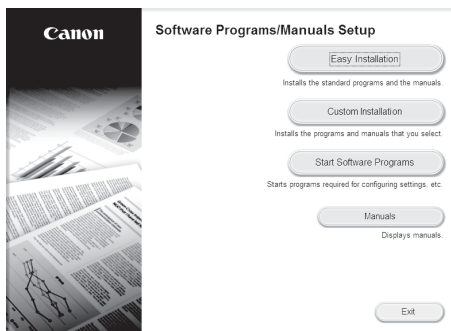 Canon
Software Programs/Manuals Setup
Easy Installation
Installs the standard programs and the manuals.
Custom Installation
Installs the programs and manuals that you select.
Start Software Programs
Starts programs required for configuring settings, etc.
Manuals
Displays manuals.
Exit